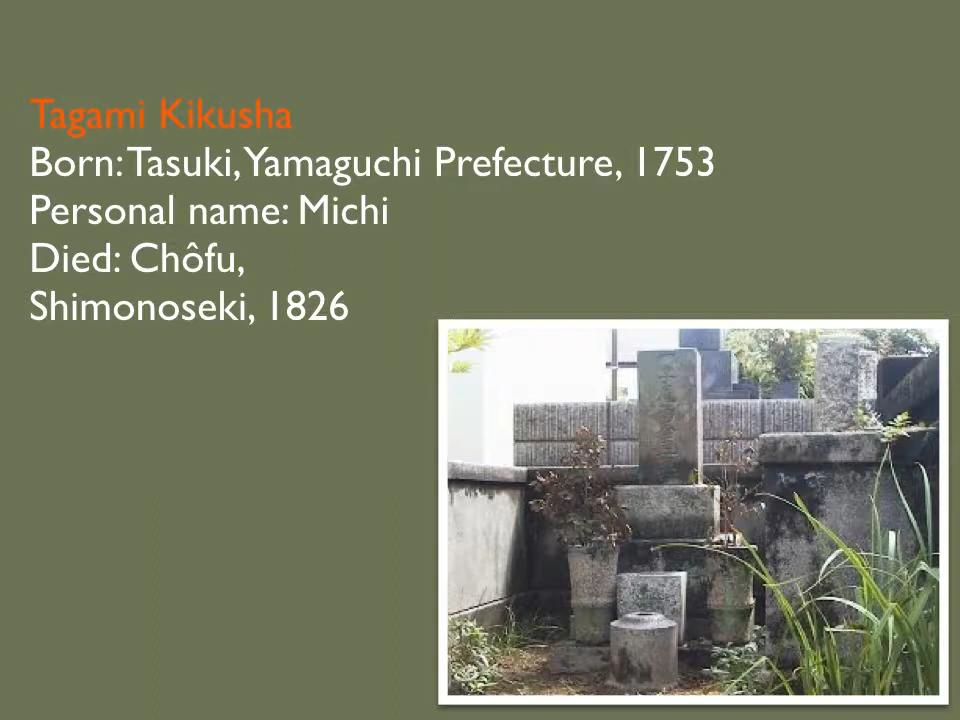 Tagami Kikusha
Born: Tasuki, Yamaguchi Prefecture, 1753
Personal name: Michi
Died: Chôfu,
Shimonoseki, 1826